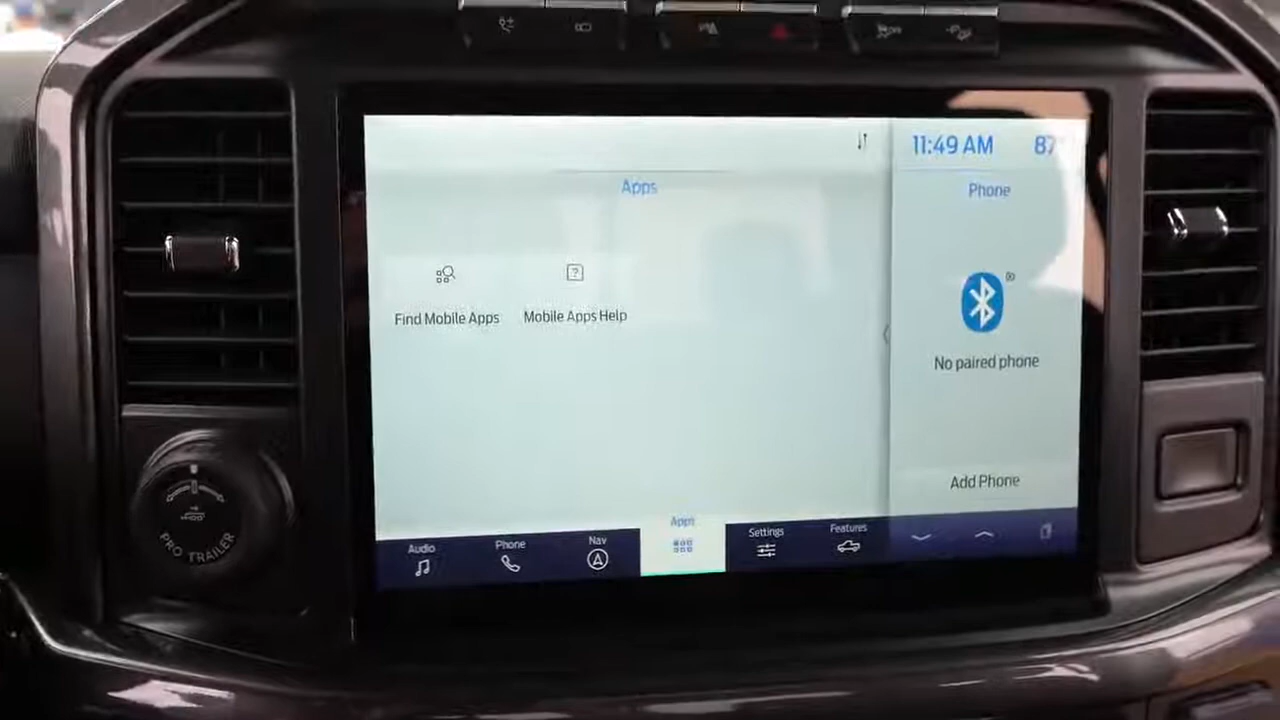 11:49 AM 87°
Apps
Phone
Find Mobile Apps
Mobile Apps Help
No paired phone
Add Phone
Audio
Phone
Nav
Apps
Settings
Features
PRO TRAILER